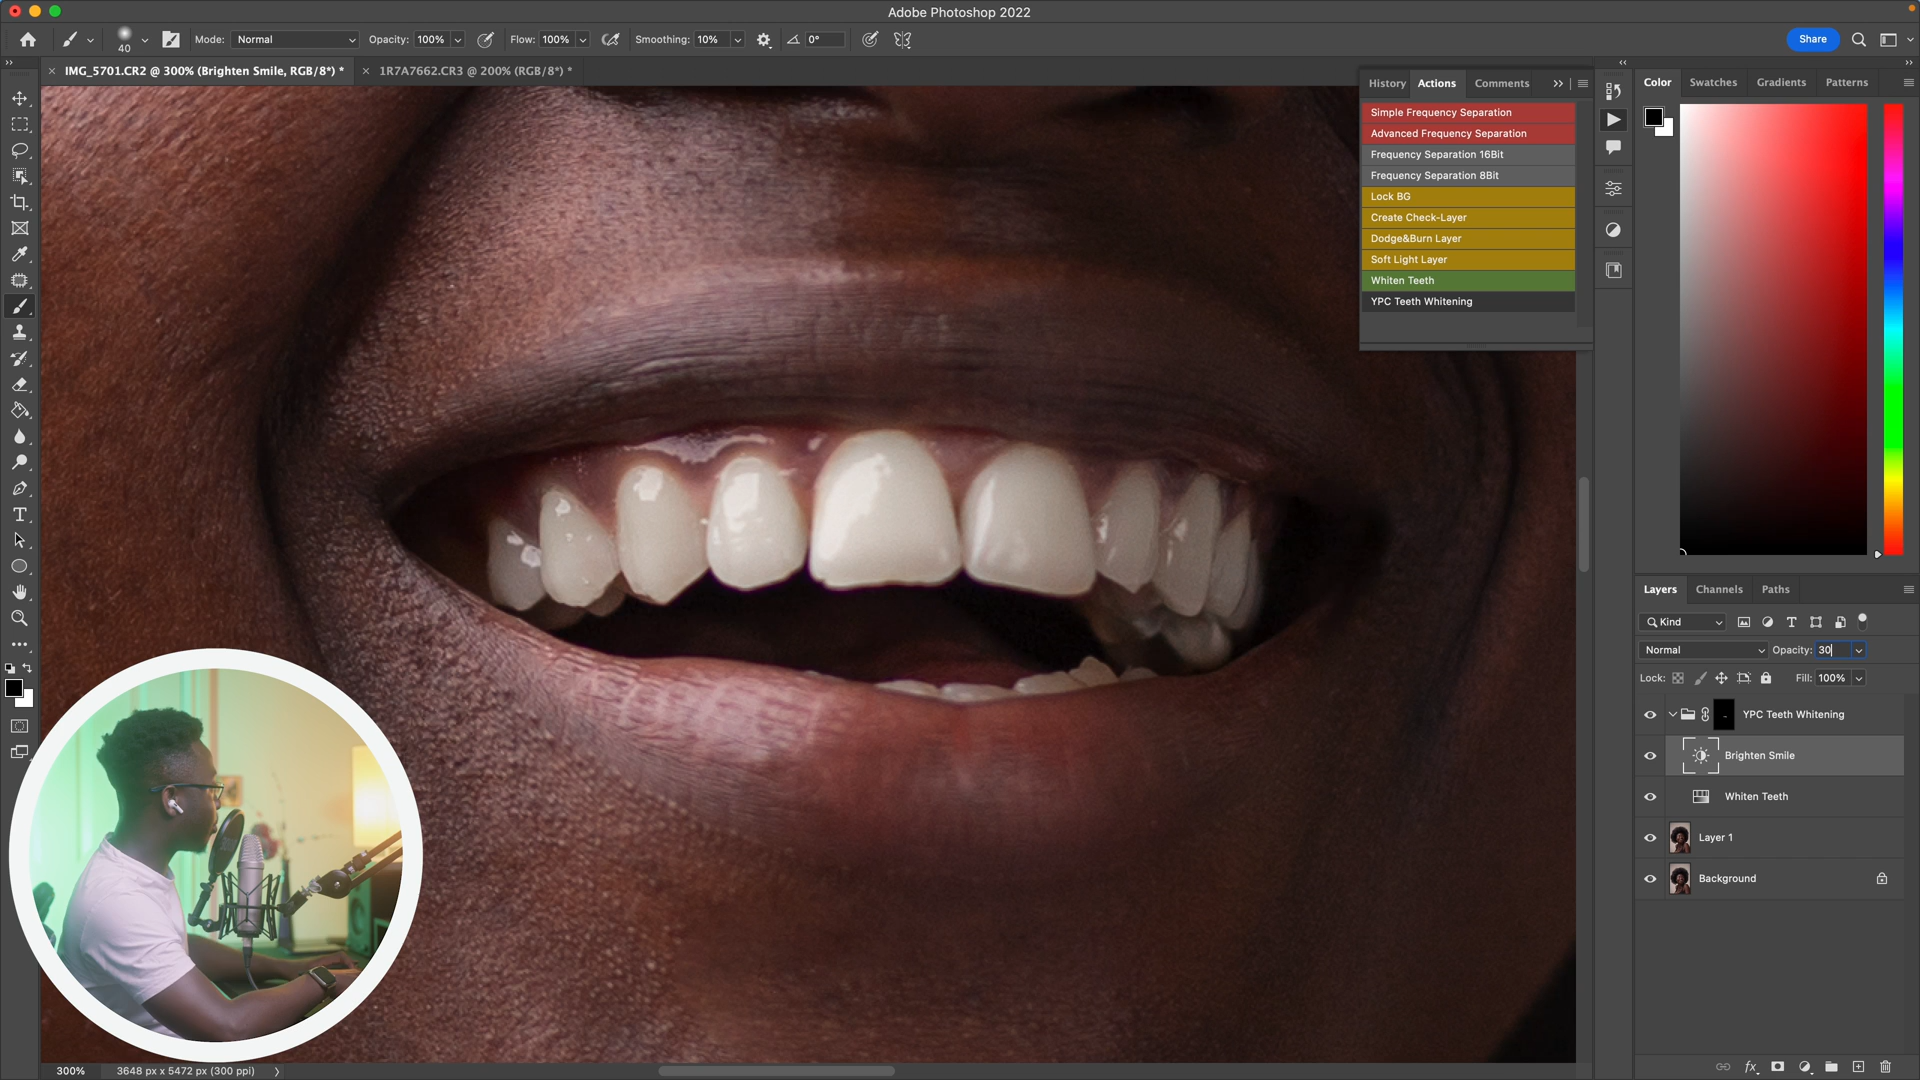 Adobe Photoshop 2022
40
Mode: Normal
Opacity: 100%
Flow: 100%
Smoothing: 10%
0°
Share
IMG_5701.CR2 @ 300% (Brighten Smile, RGB/8*) *
1R7A7662.CR3 @ 200% (RGB/8*) *
History Actions Comments
Simple Frequency Separation
Advanced Frequency Separation
Frequency Separation 16Bit
Frequency Separation 8Bit
Lock BG
Create Check-Layer
Dodge&Burn Layer
Soft Light Layer
Whiten Teeth
YPC Teeth Whitening
Color Swatches Gradients Patterns
Layers Channels Paths
Kind
Normal Opacity: 30
Lock: Fill: 100%
YPC Teeth Whitening
Brighten Smile
Whiten Teeth
Layer 1
Background
fx
300% 3648 px x 5472 px (300 ppi)